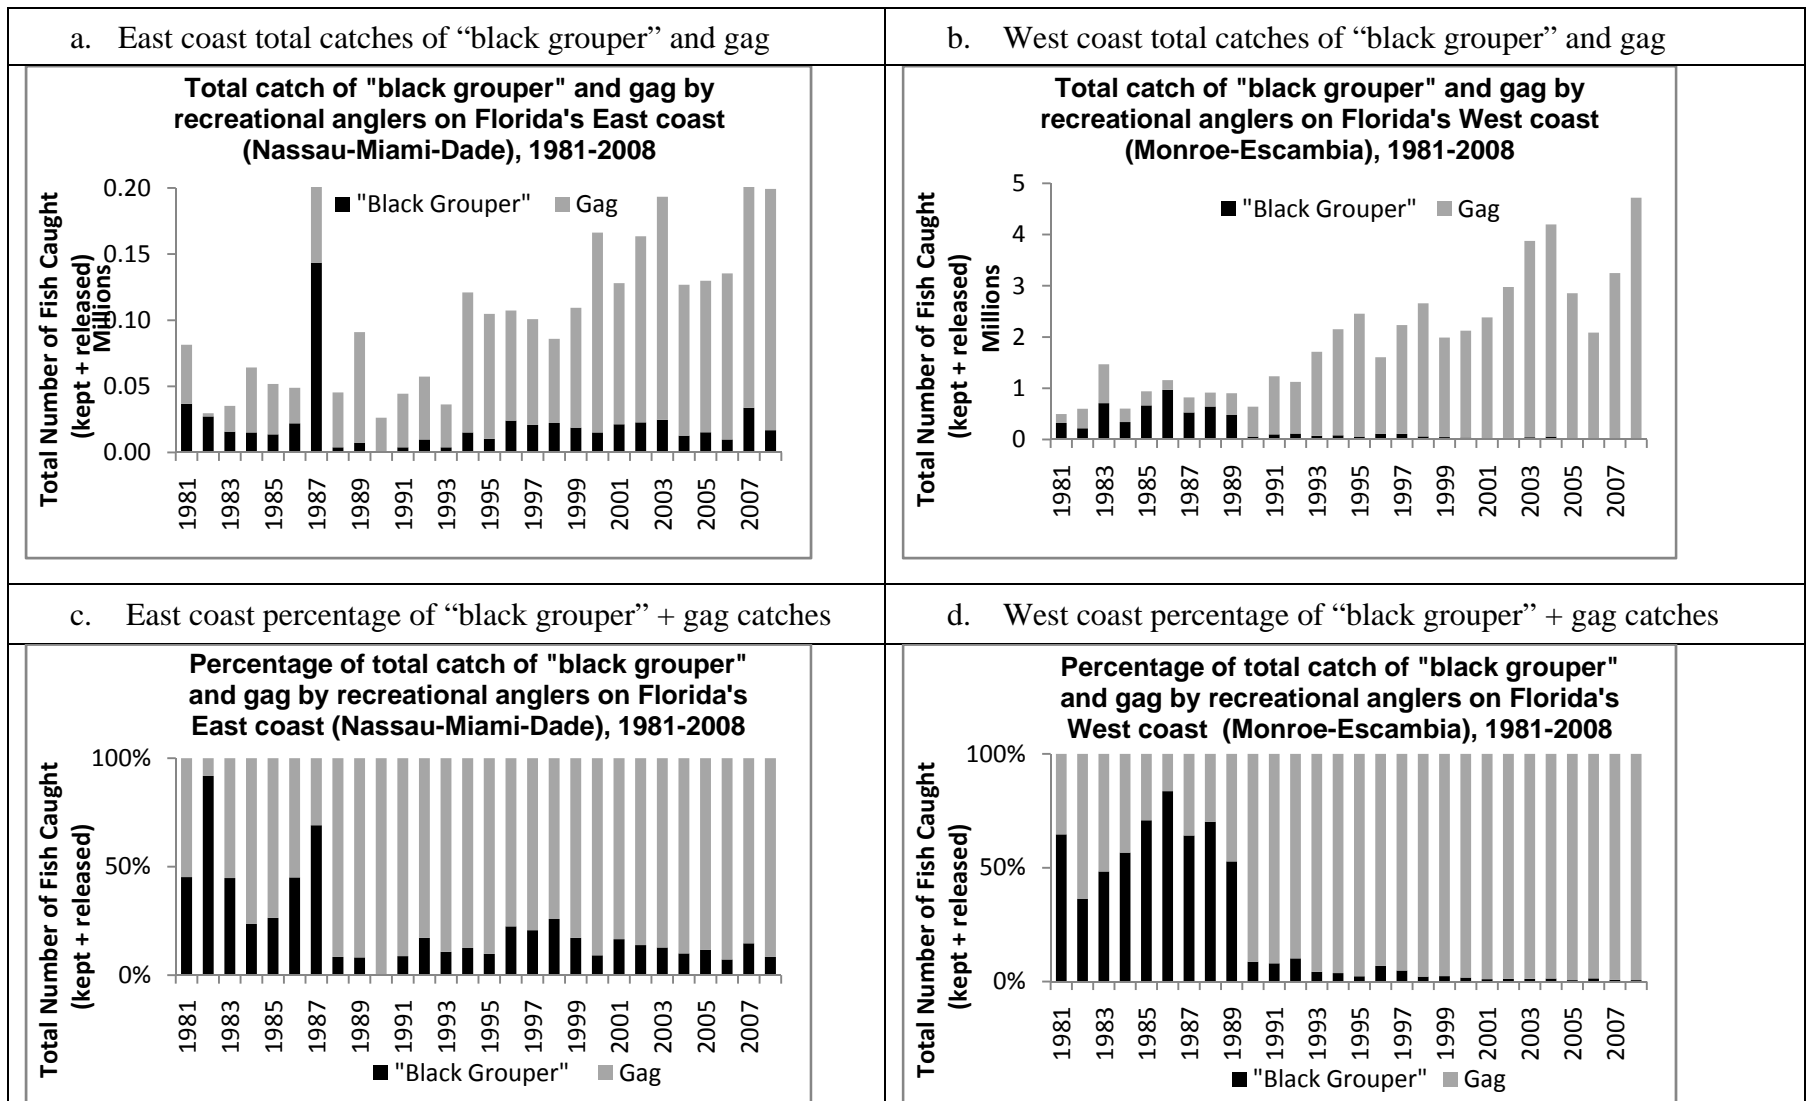 a. East coast total catches of “black grouper” and gag
Total catch of "black grouper" and gag by
recreational anglers on Florida's East coast
(Nassau-Miami-Dade), 1981-2008
Total Number of Fish Caught
(kept + released)
Millions
0.20
0.15
0.10
0.05
0.00
"Black Grouper" Gag
1981 1983 1985 1987 1989 1991 1993 1995 1997 1999 2001 2003 2005 2007
b. West coast total catches of “black grouper” and gag
Total catch of "black grouper" and gag by
recreational anglers on Florida's West coast
(Monroe-Escambia), 1981-2008
Total Number of Fish Caught
(kept + released)
Millions
5
4
3
2
1
0
"Black Grouper" Gag
1981 1983 1985 1987 1989 1991 1993 1995 1997 1999 2001 2003 2005 2007
c. East coast percentage of “black grouper” + gag catches
Percentage of total catch of "black grouper"
and gag by recreational anglers on Florida's
East coast (Nassau-Miami-Dade), 1981-2008
Total Number of Fish Caught
(kept + released)
100%
50%
0%
1981 1983 1985 1987 1989 1991 1993 1995 1997 1999 2001 2003 2005 2007
"Black Grouper" Gag
d. West coast percentage of “black grouper” + gag catches
Percentage of total catch of "black grouper"
and gag by recreational anglers on Florida's
West coast (Monroe-Escambia), 1981-2008
Total Number of Fish Caught
(kept + released)
100%
50%
0%
1981 1983 1985 1987 1989 1991 1993 1995 1997 1999 2001 2003 2005 2007
"Black Grouper" Gag